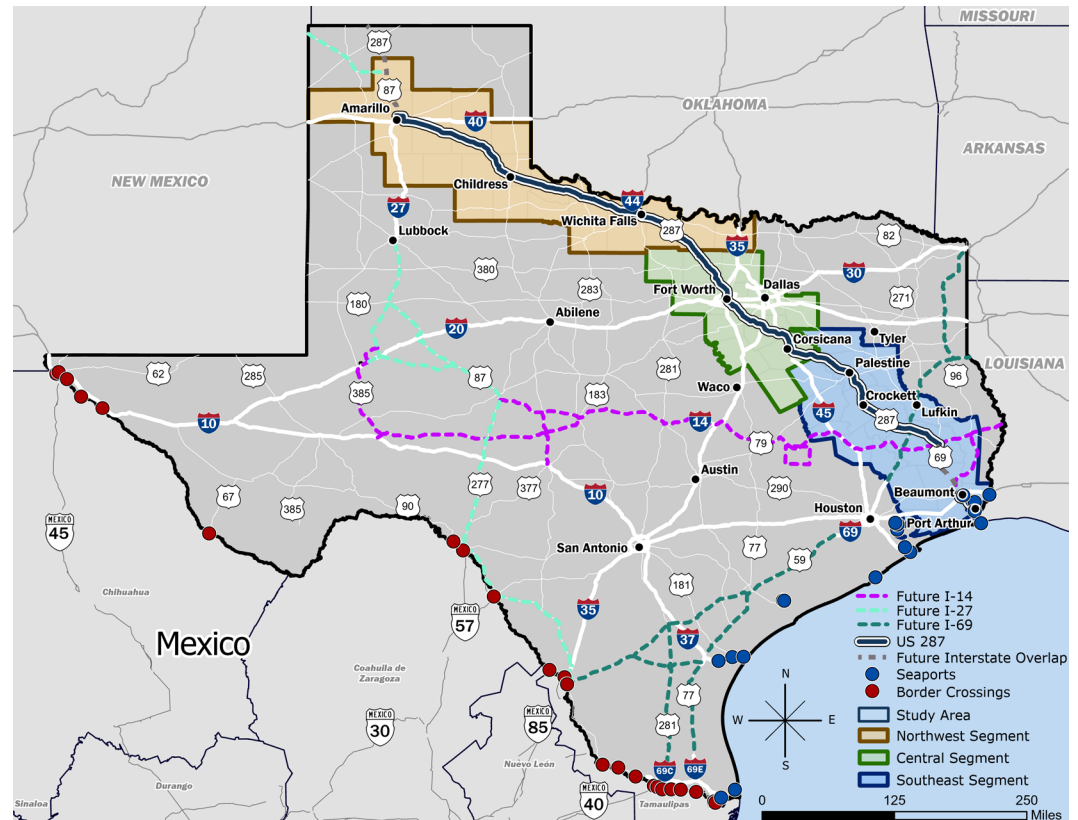 MISSOURI
287
87
Amarillo
40
OKLAHOMA
ARKANSAS
NEW MEXICO
Childress
44
Wichita Falls
287
27
Lubbock
35
82
380
30
Fort Worth
Dallas
283
271
180
Abilene
20
Corsicana
Tyler
LOUISIANA
Palestine
62
285
87
281
96
Waco
385
183
Crockett
Lufkin
10
14
45
287
79
69
Austin
277
377
290
Beaumont
10
67
385
90
Houston
Port Arthur
MEXICO
45
69
San Antonio
77
59
Chihuahua
181
35
37
MEXICO
57
Mexico
Coahuila de
Zaragoza
77
281
MEXICO
30
MEXICO
85
Nuevo León
69C
69E
Durango
Sinaloa
MEXICO
40
Tamaulipas
Future I-14
Future I-27
Future I-69
US 287
Future Interstate Overlap
Seaports
Border Crossings
Study Area
Northwest Segment
Central Segment
Southeast Segment
N
W
E
S
0
125
250
Miles